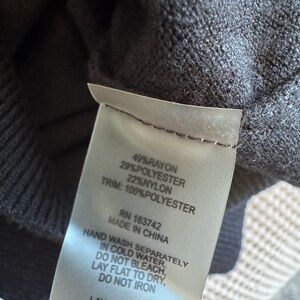 49%RAYON
29%POLYESTER
22%NYLON
TRIM: 100%POLYESTER
RN 163742
MADE IN CHINA
HAND WASH SEPARATELY
IN COLD WATER.
DO NOT BLEACH.
LAY FLAT TO DRY.
DO NOT IRON